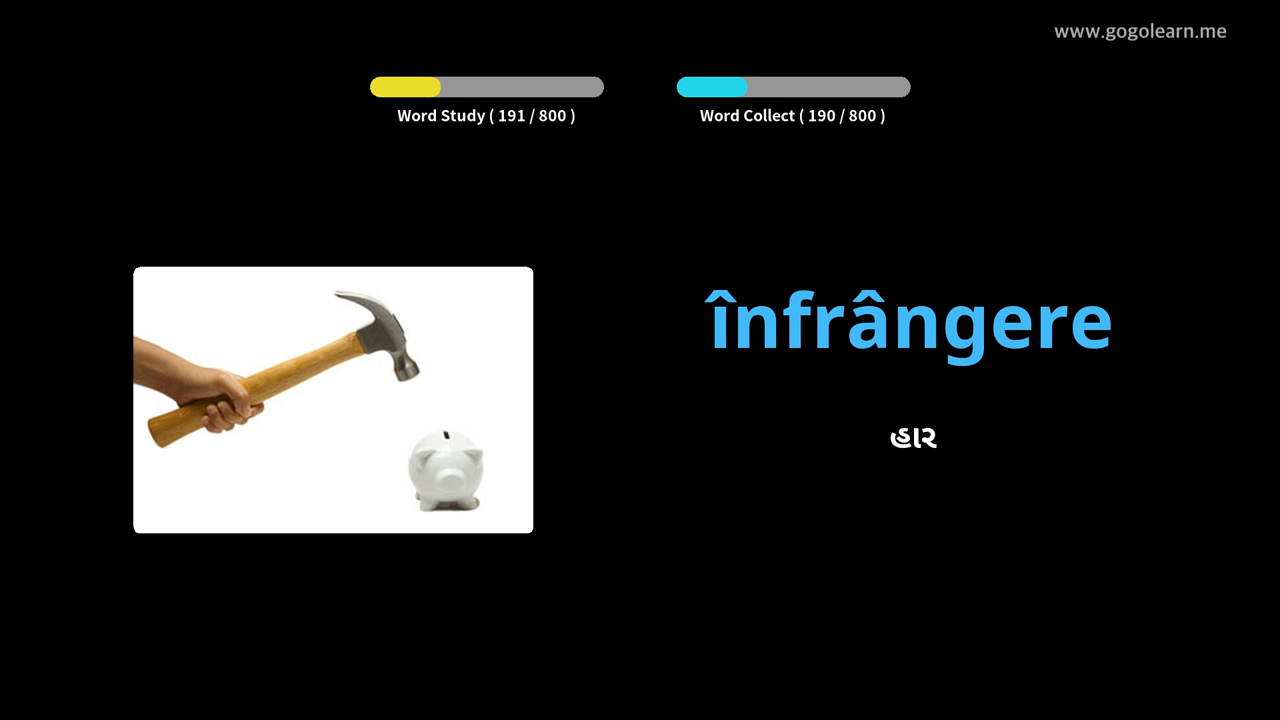 www.gogolearn.me
Word Study ( 191 / 800 )
Word Collect ( 190 / 800 )
înfrângere
હાર